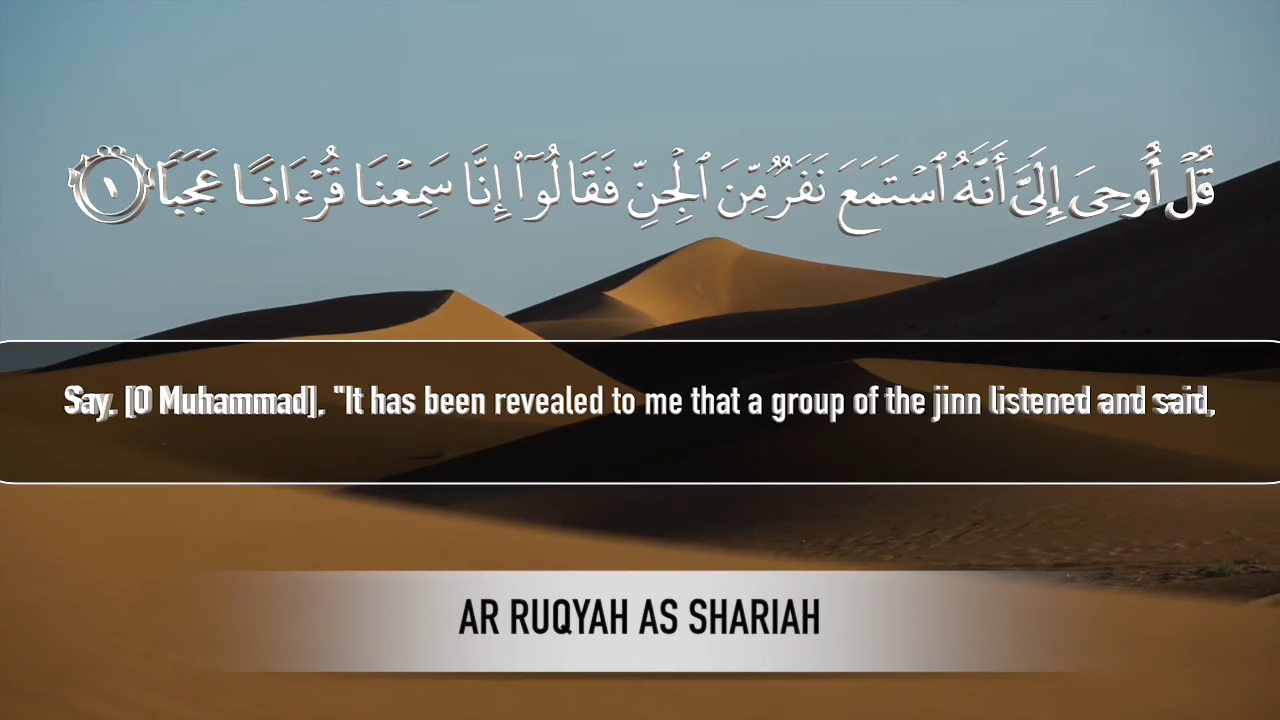 قُلْ أُوحِىَ إِلَىَّ أَنَّهُ ٱسْتَمَعَ نَفَرٌ مِّنَ ٱلْجِنِّ فَقَالُوٓا۟ إِنَّا سَمِعْنَا قُرْءَانًا عَجَبًا ١
Say, [O Muhammad], "It has been revealed to me that a group of the jinn listened and said,
AR RUQYAH AS SHARIAH